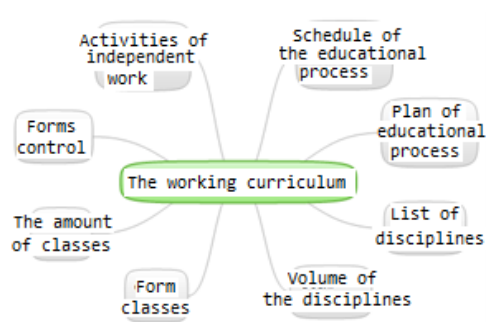 Activities of
independent
work
Schedule of
the educational
process
Forms
control
Plan of
educational
process
The working curriculum
The amount
of classes
List of
disciplines
Form
classes
Volume of
the disciplines